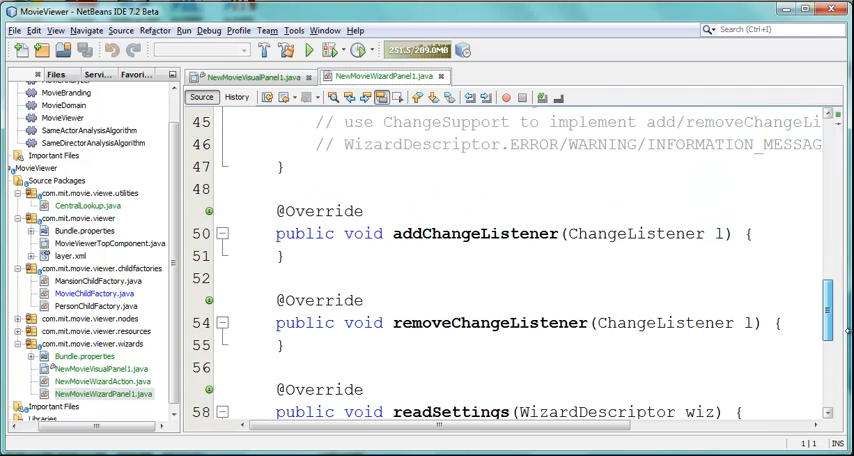 MovieViewer - NetBeans IDE 7.2 Beta
File Edit View Navigate Source Refactor Run Debug Profile Team Tools Window Help
Search (Ctrl+I)
251.5/289.0MB
Files Servi... Favori...
NewMovieVisualPanel1.java NewMovieWizardPanel1.java
Source History
MovieBranding
MovieDomain
MovieViewer
SameActorAnalysisAlgorithm
SameDirectorAnalysisAlgorithm
Important Files
MovieViewer
Source Packages
com.mit.movie.viewe.utilities
CentralLookup.java
com.mit.movie.viewer
Bundle.properties
MovieViewerTopComponent.java
layer.xml
com.mit.movie.viewer.childfactories
MansionChildFactory.java
MovieChildFactory.java
PersonChildFactory.java
com.mit.movie.viewer.nodes
com.mit.movie.viewer.resources
com.mit.movie.viewer.wizards
Bundle.properties
NewMovieVisualPanel1.java
NewMovieWizardAction.java
NewMovieWizardPanel1.java
Important Files
Libraries
45 // use ChangeSupport to implement add/removeChangeLi
46 // WizardDescriptor.ERROR/WARNING/INFORMATION_MESSAG
47 }
48
@Override
50 public void addChangeListener(ChangeListener l) {
51 }
52
@Override
54 public void removeChangeListener(ChangeListener l) {
55 }
56
@Override
58 public void readSettings(WizardDescriptor wiz) {
1 | 1 INS